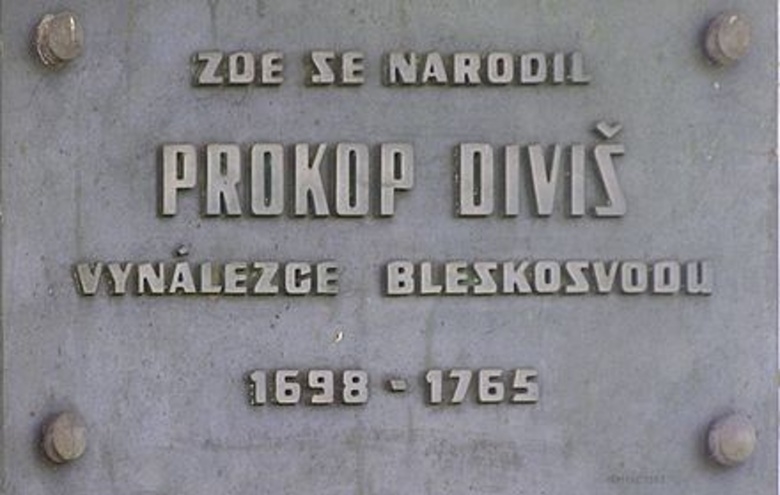 ZDE SE NARODIL
PROKOP DIVIŠ
VYNÁLEZCE BLESKOSVODU
1698 - 1765